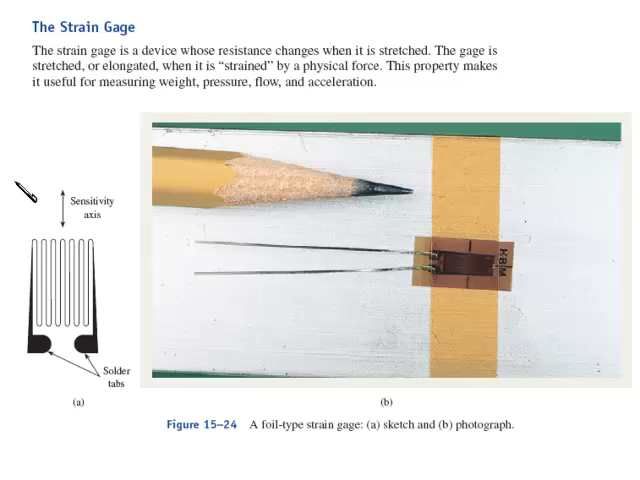 The Strain Gage
The strain gage is a device whose resistance changes when it is stretched. The gage is
stretched, or elongated, when it is “strained” by a physical force. This property makes
it useful for measuring weight, pressure, flow, and acceleration.
Sensitivity
axis
HBM
Solder
tabs
(a)
(b)
Figure 15–24 A foil-type strain gage: (a) sketch and (b) photograph.